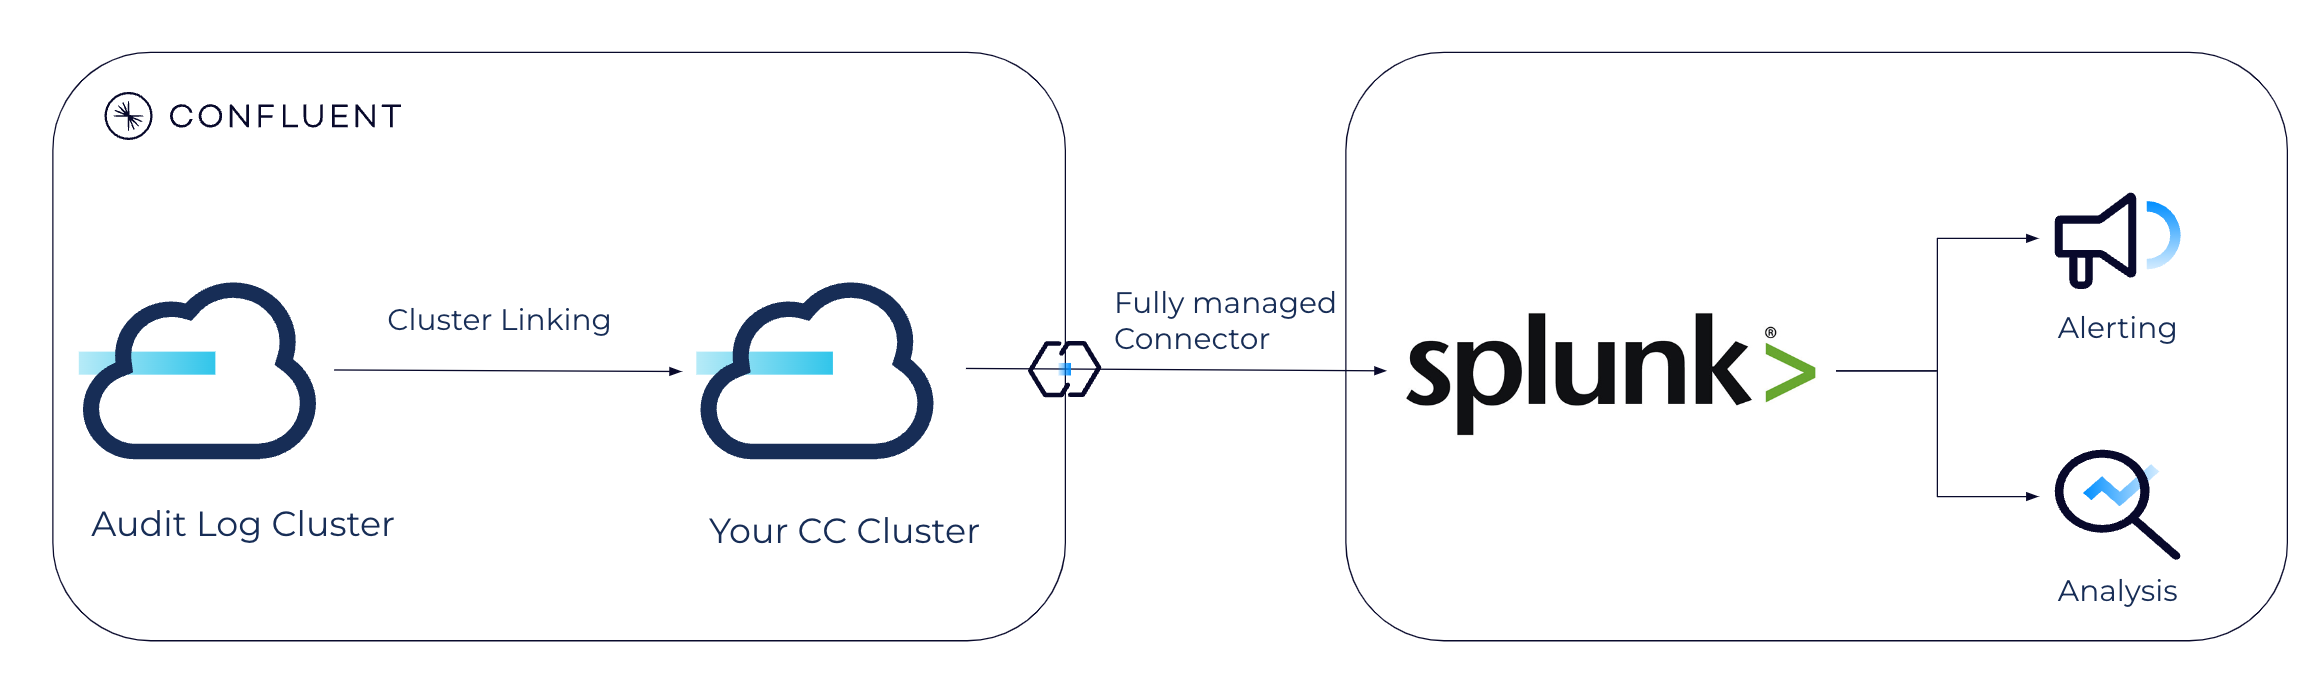 CONFLUENT
Cluster Linking
Audit Log Cluster
Your CC Cluster
Fully managed
Connector
splunk>®
Alerting
Analysis